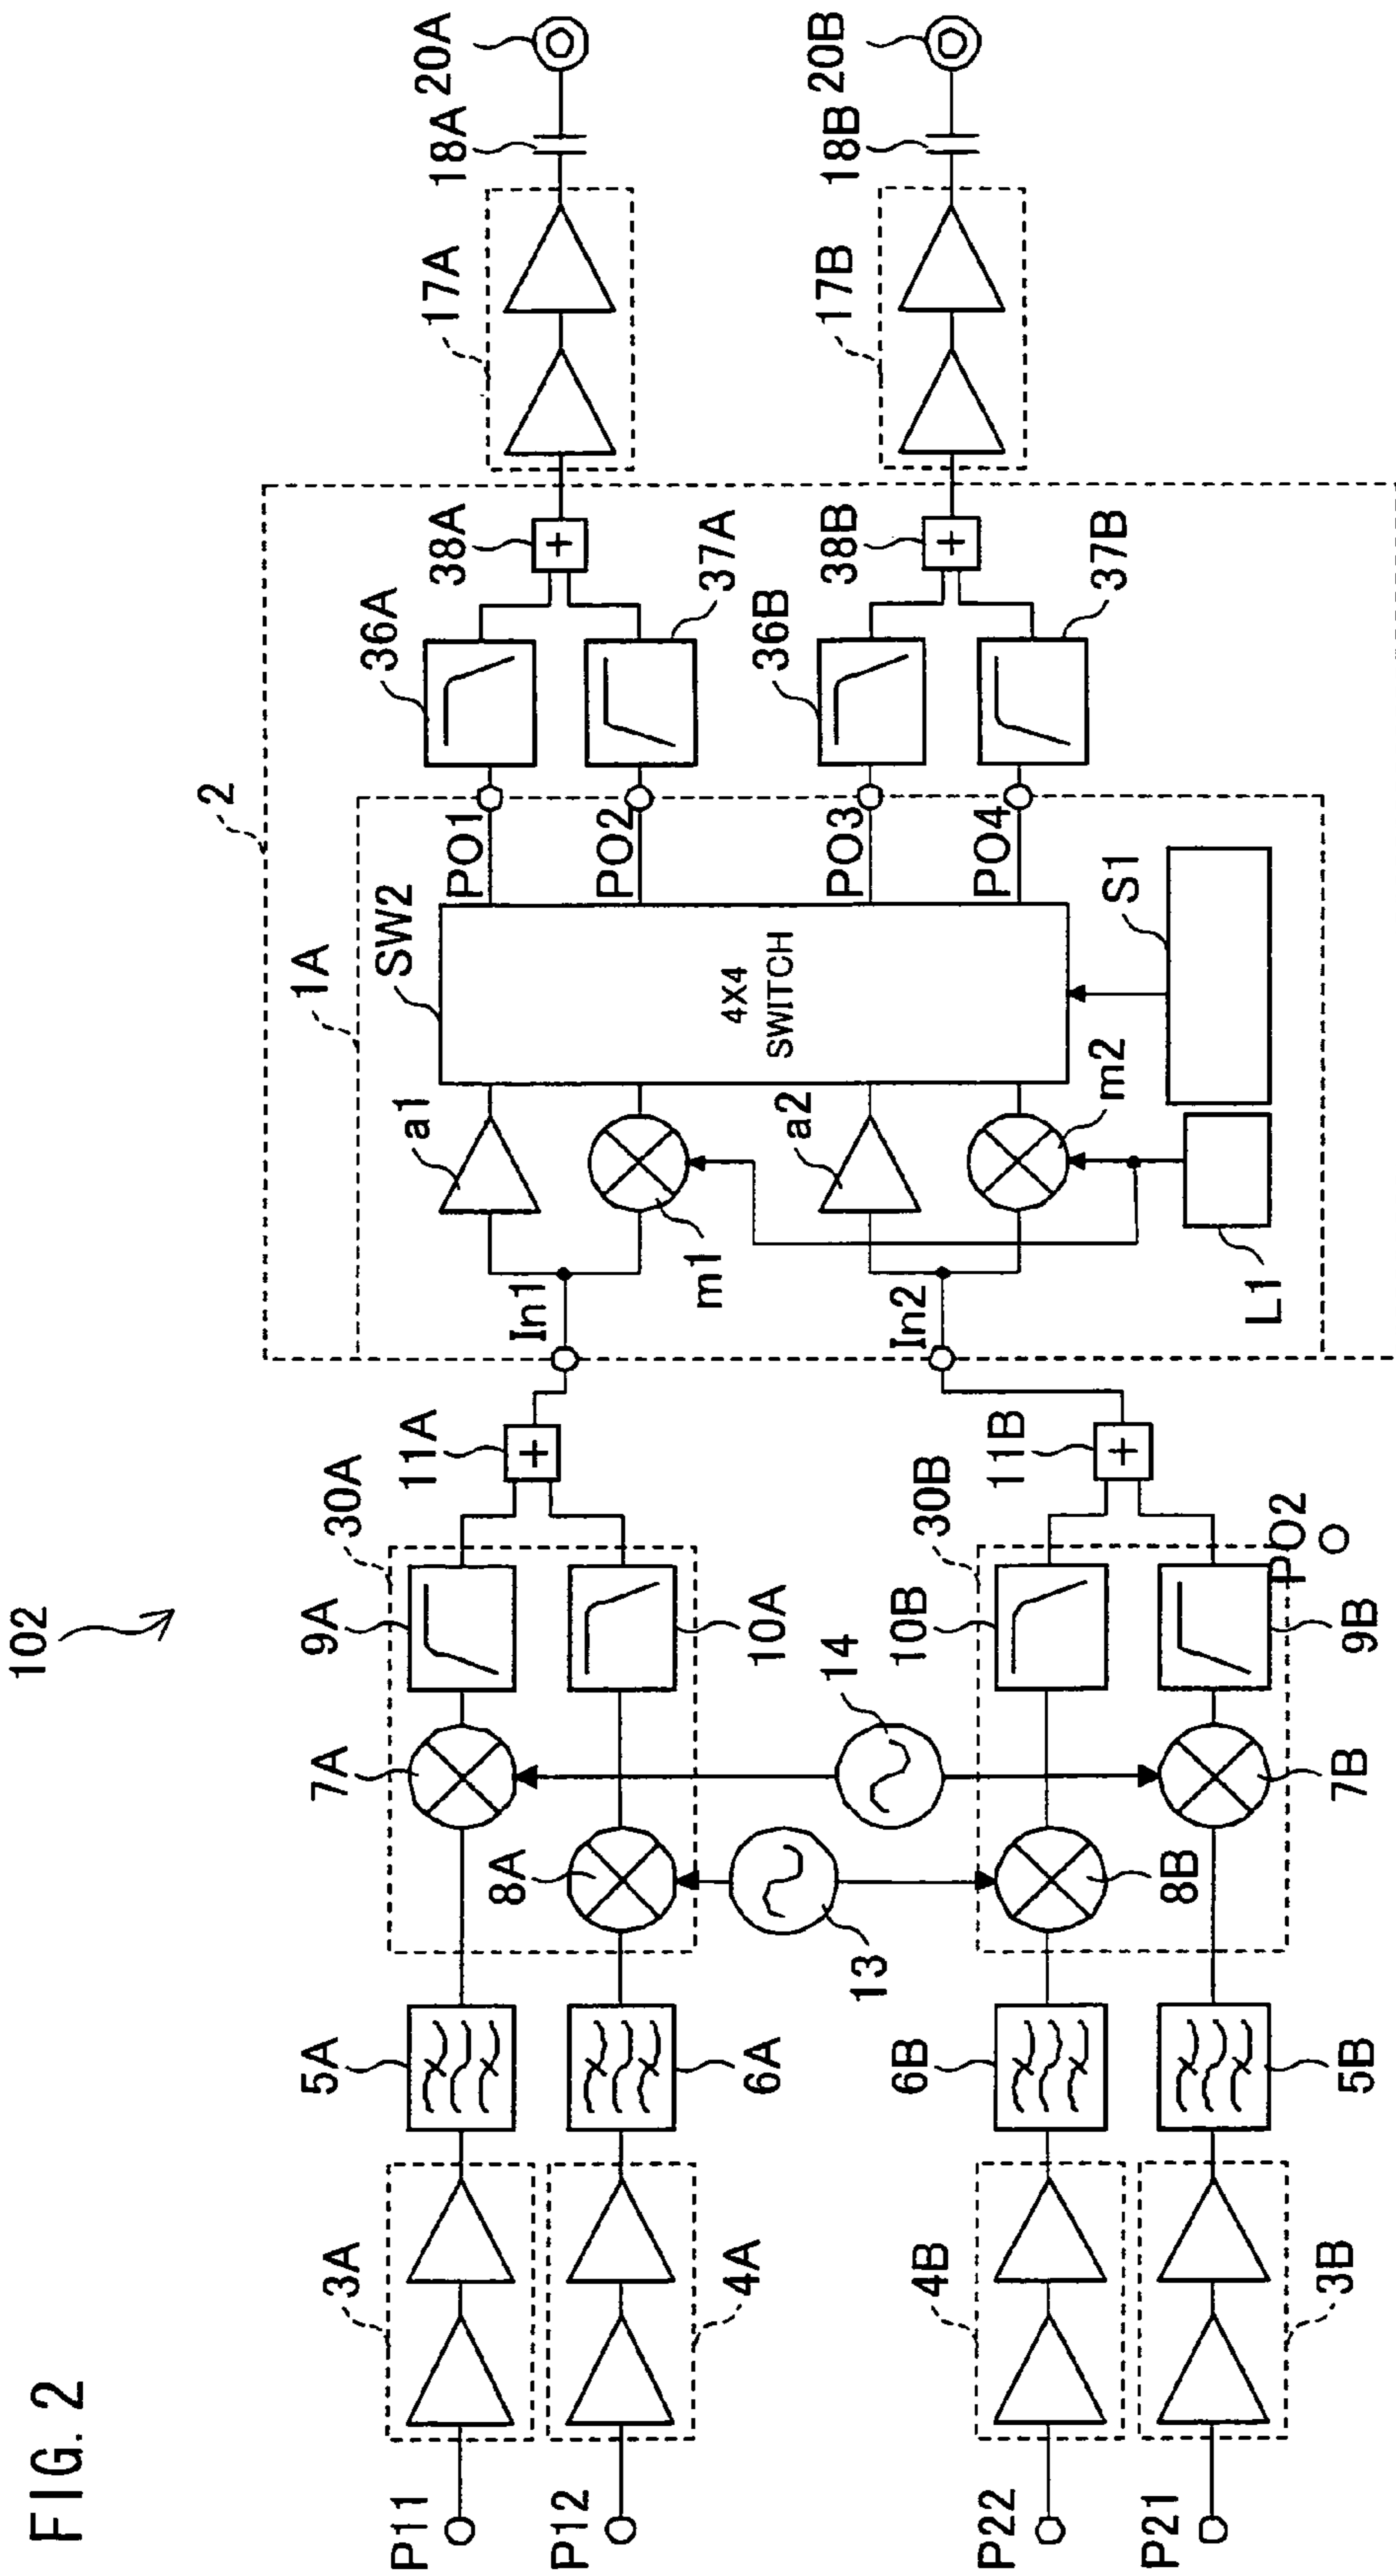 FIG. 2
102
2
1A
P11
3A
5A
7A
9A
30A
11A
In1
a1
SW2
PO1
36A
38A
17A
18A
20A
P12
4A
6A
8A
10A
m1
PO2
37A
13
14
4X4
SWITCH
P22
4B
6B
8B
10B
30B
11B
In2
a2
PO3
36B
38B
17B
18B
20B
P21
3B
5B
7B
9B
PO2
m2
PO4
37B
L1
S1